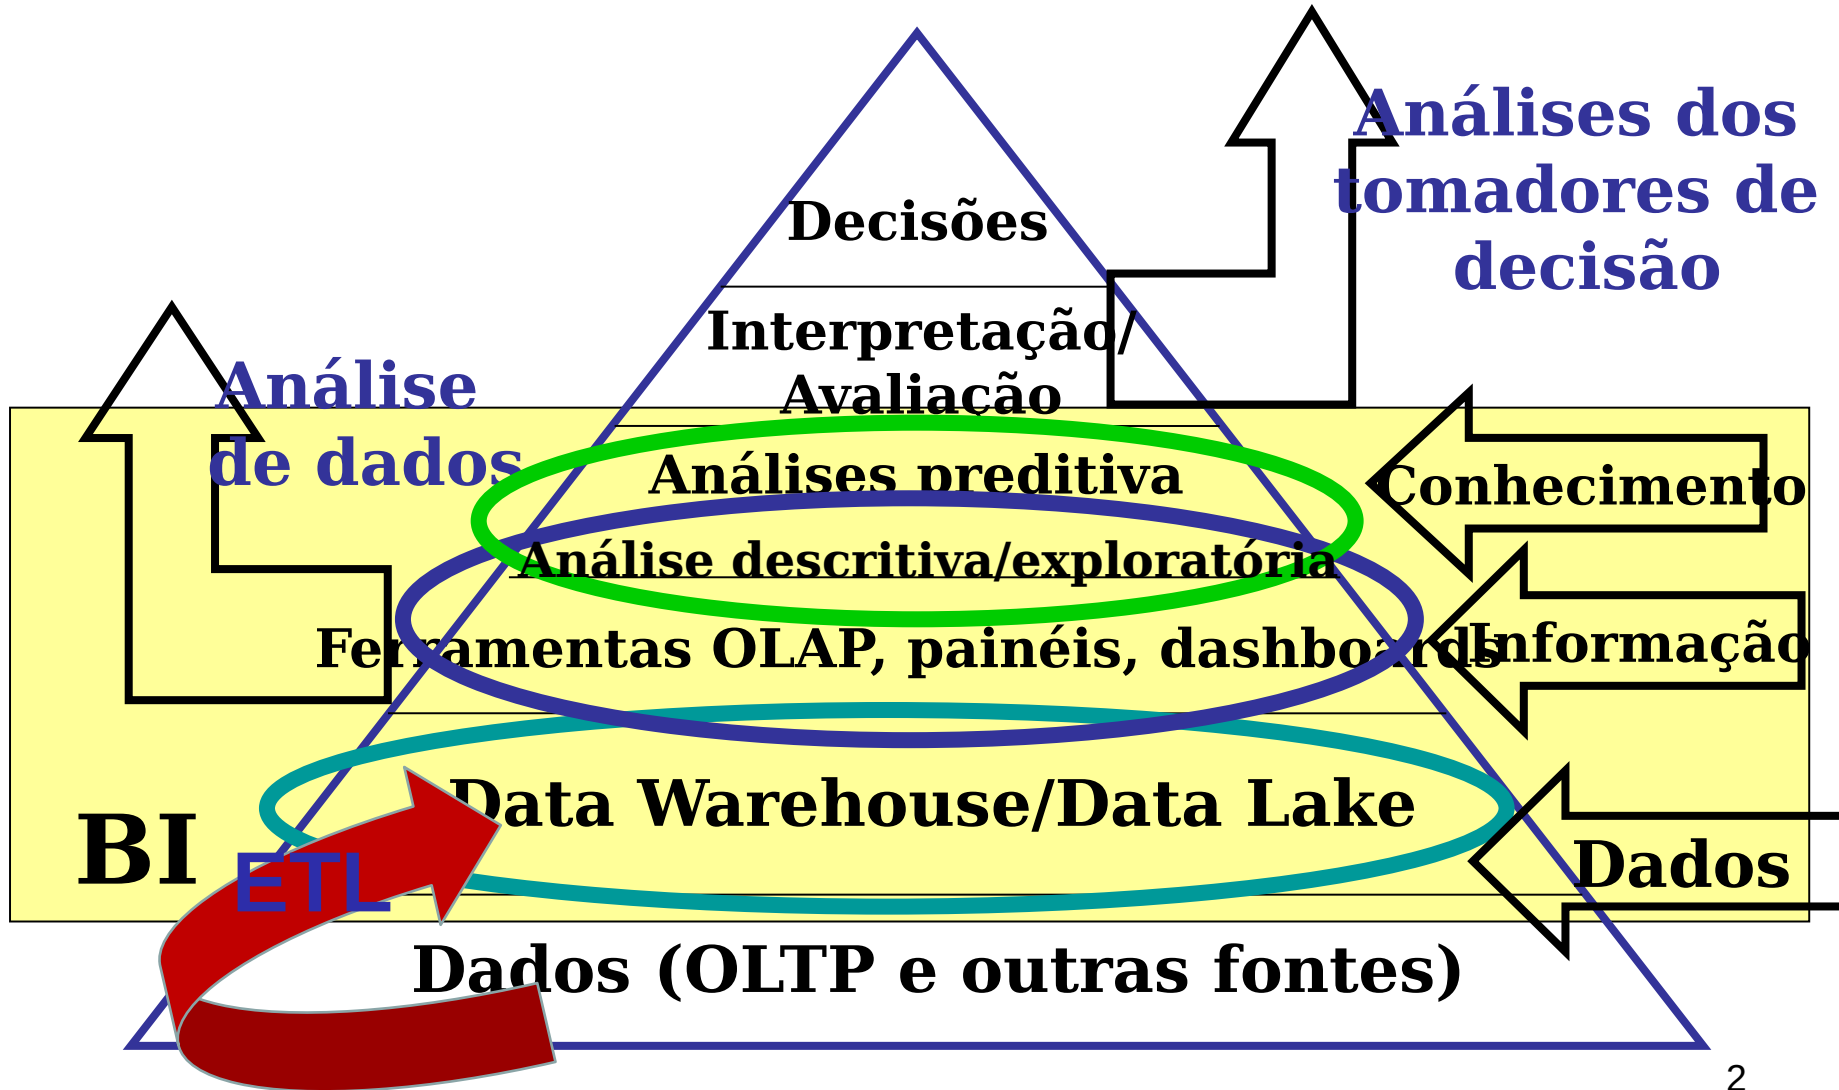 Análises dos
tomadores de
decisão
Decisões
Interpretação/
Avaliação
Análise
de dados
Análises preditiva
Conhecimento
Análise descritiva/exploratória
Ferramentas OLAP, painéis, dashboards
Informação
Data Warehouse/Data Lake
BI
ETL
Dados
Dados (OLTP e outras fontes)
2